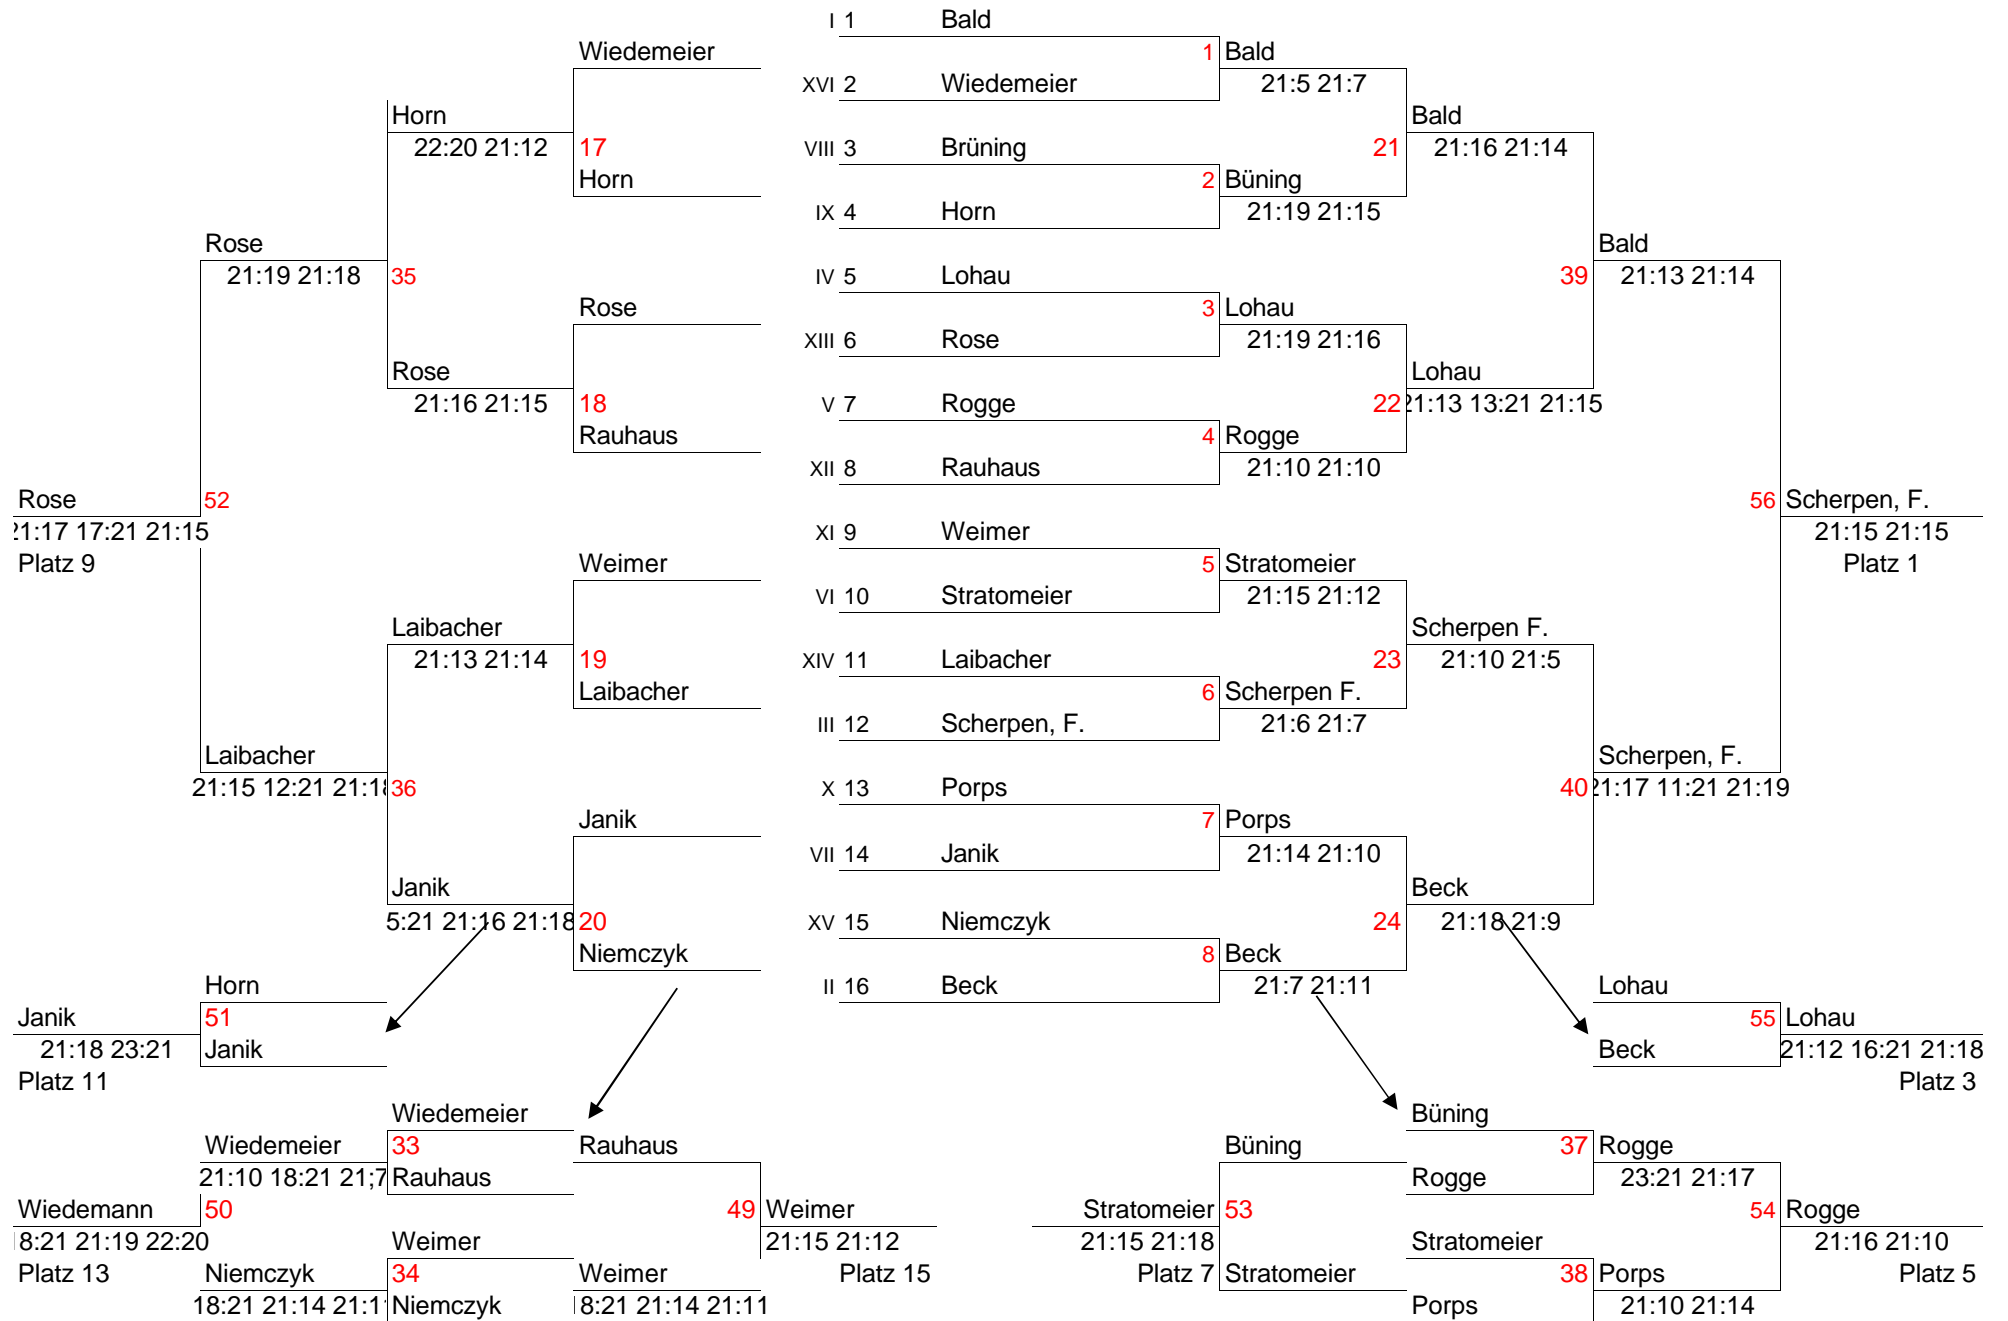 I 1 Bald
Wiedemeier 1 Bald
XVI 2 Wiedemeier 21:5 21:7
Horn Bald
22:20 21:12 17 VIII 3 Brüning 21 21:16 21:14
Horn 2 Büning
IX 4 Horn 21:19 21:15
Rose Bald
21:19 21:18 35 IV 5 Lohau 39 21:13 21:14
Rose 3 Lohau
XIII 6 Rose 21:19 21:16
Rose Lohau
21:16 21:15 18 V 7 Rogge 22 21:13 13:21 21:15
Rauhaus 4 Rogge
XII 8 Rauhaus 21:10 21:10
Rose 52 56 Scherpen, F.
21:17 17:21 21:15 XI 9 Weimer 21:15 21:15
Platz 9 Weimer 5 Stratomeier Platz 1
VI 10 Stratomeier 21:15 21:12
Laibacher Scherpen F.
21:13 21:14 19 XIV 11 Laibacher 23 21:10 21:5
Laibacher 6 Scherpen F.
III 12 Scherpen, F. 21:6 21:7
Laibacher Scherpen, F.
21:15 12:21 21:18 36 X 13 Porps 40 21:17 11:21 21:19
Janik 7 Porps
VII 14 Janik 21:14 21:10
Janik Beck
5:21 21:16 21:18 20 XV 15 Niemczyk 24 21:18 21:9
Niemczyk 8 Beck
Horn II 16 Beck 21:7 21:11 Lohau
Janik 51 55 Lohau
21:18 23:21 Janik Beck 21:12 16:21 21:18
Platz 11 Platz 3
Wiedemeier Büning
Wiedemeier 33 Rauhaus Büning 37 Rogge
21:10 18:21 21;7 Rauhaus Rogge 23:21 21:17
Wiedemann 50 49 Weimer Stratomeier 53 54 Rogge
8:21 21:19 22:20 Weimer 21:15 21:12 21:15 21:18 Stratomeier 21:16 21:10
Platz 13 Niemczyk 34 Weimer Platz 15 Platz 7 Stratomeier 38 Porps Platz 5
18:21 21:14 21:11 Niemczyk 8:21 21:14 21:11 Porps 21:10 21:14